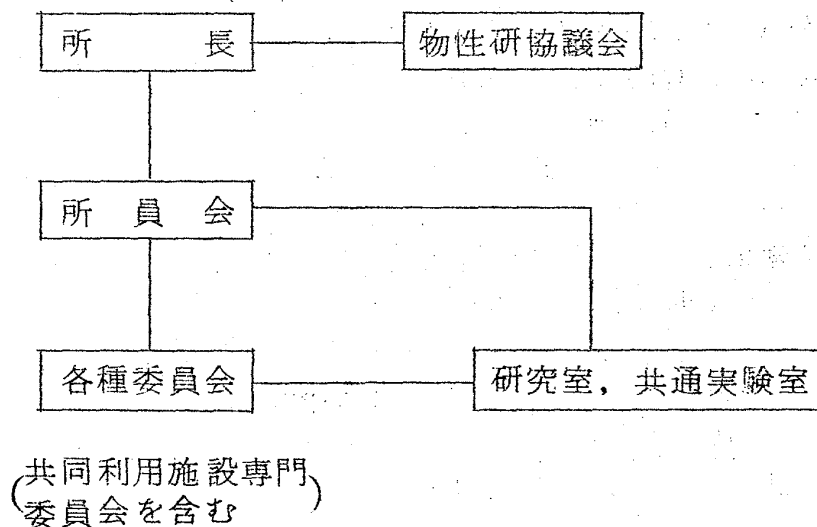 所長
物性研協議会
所員会
各種委員会
研究室，共通実験室
(共同利用施設専門
委員会を含む)